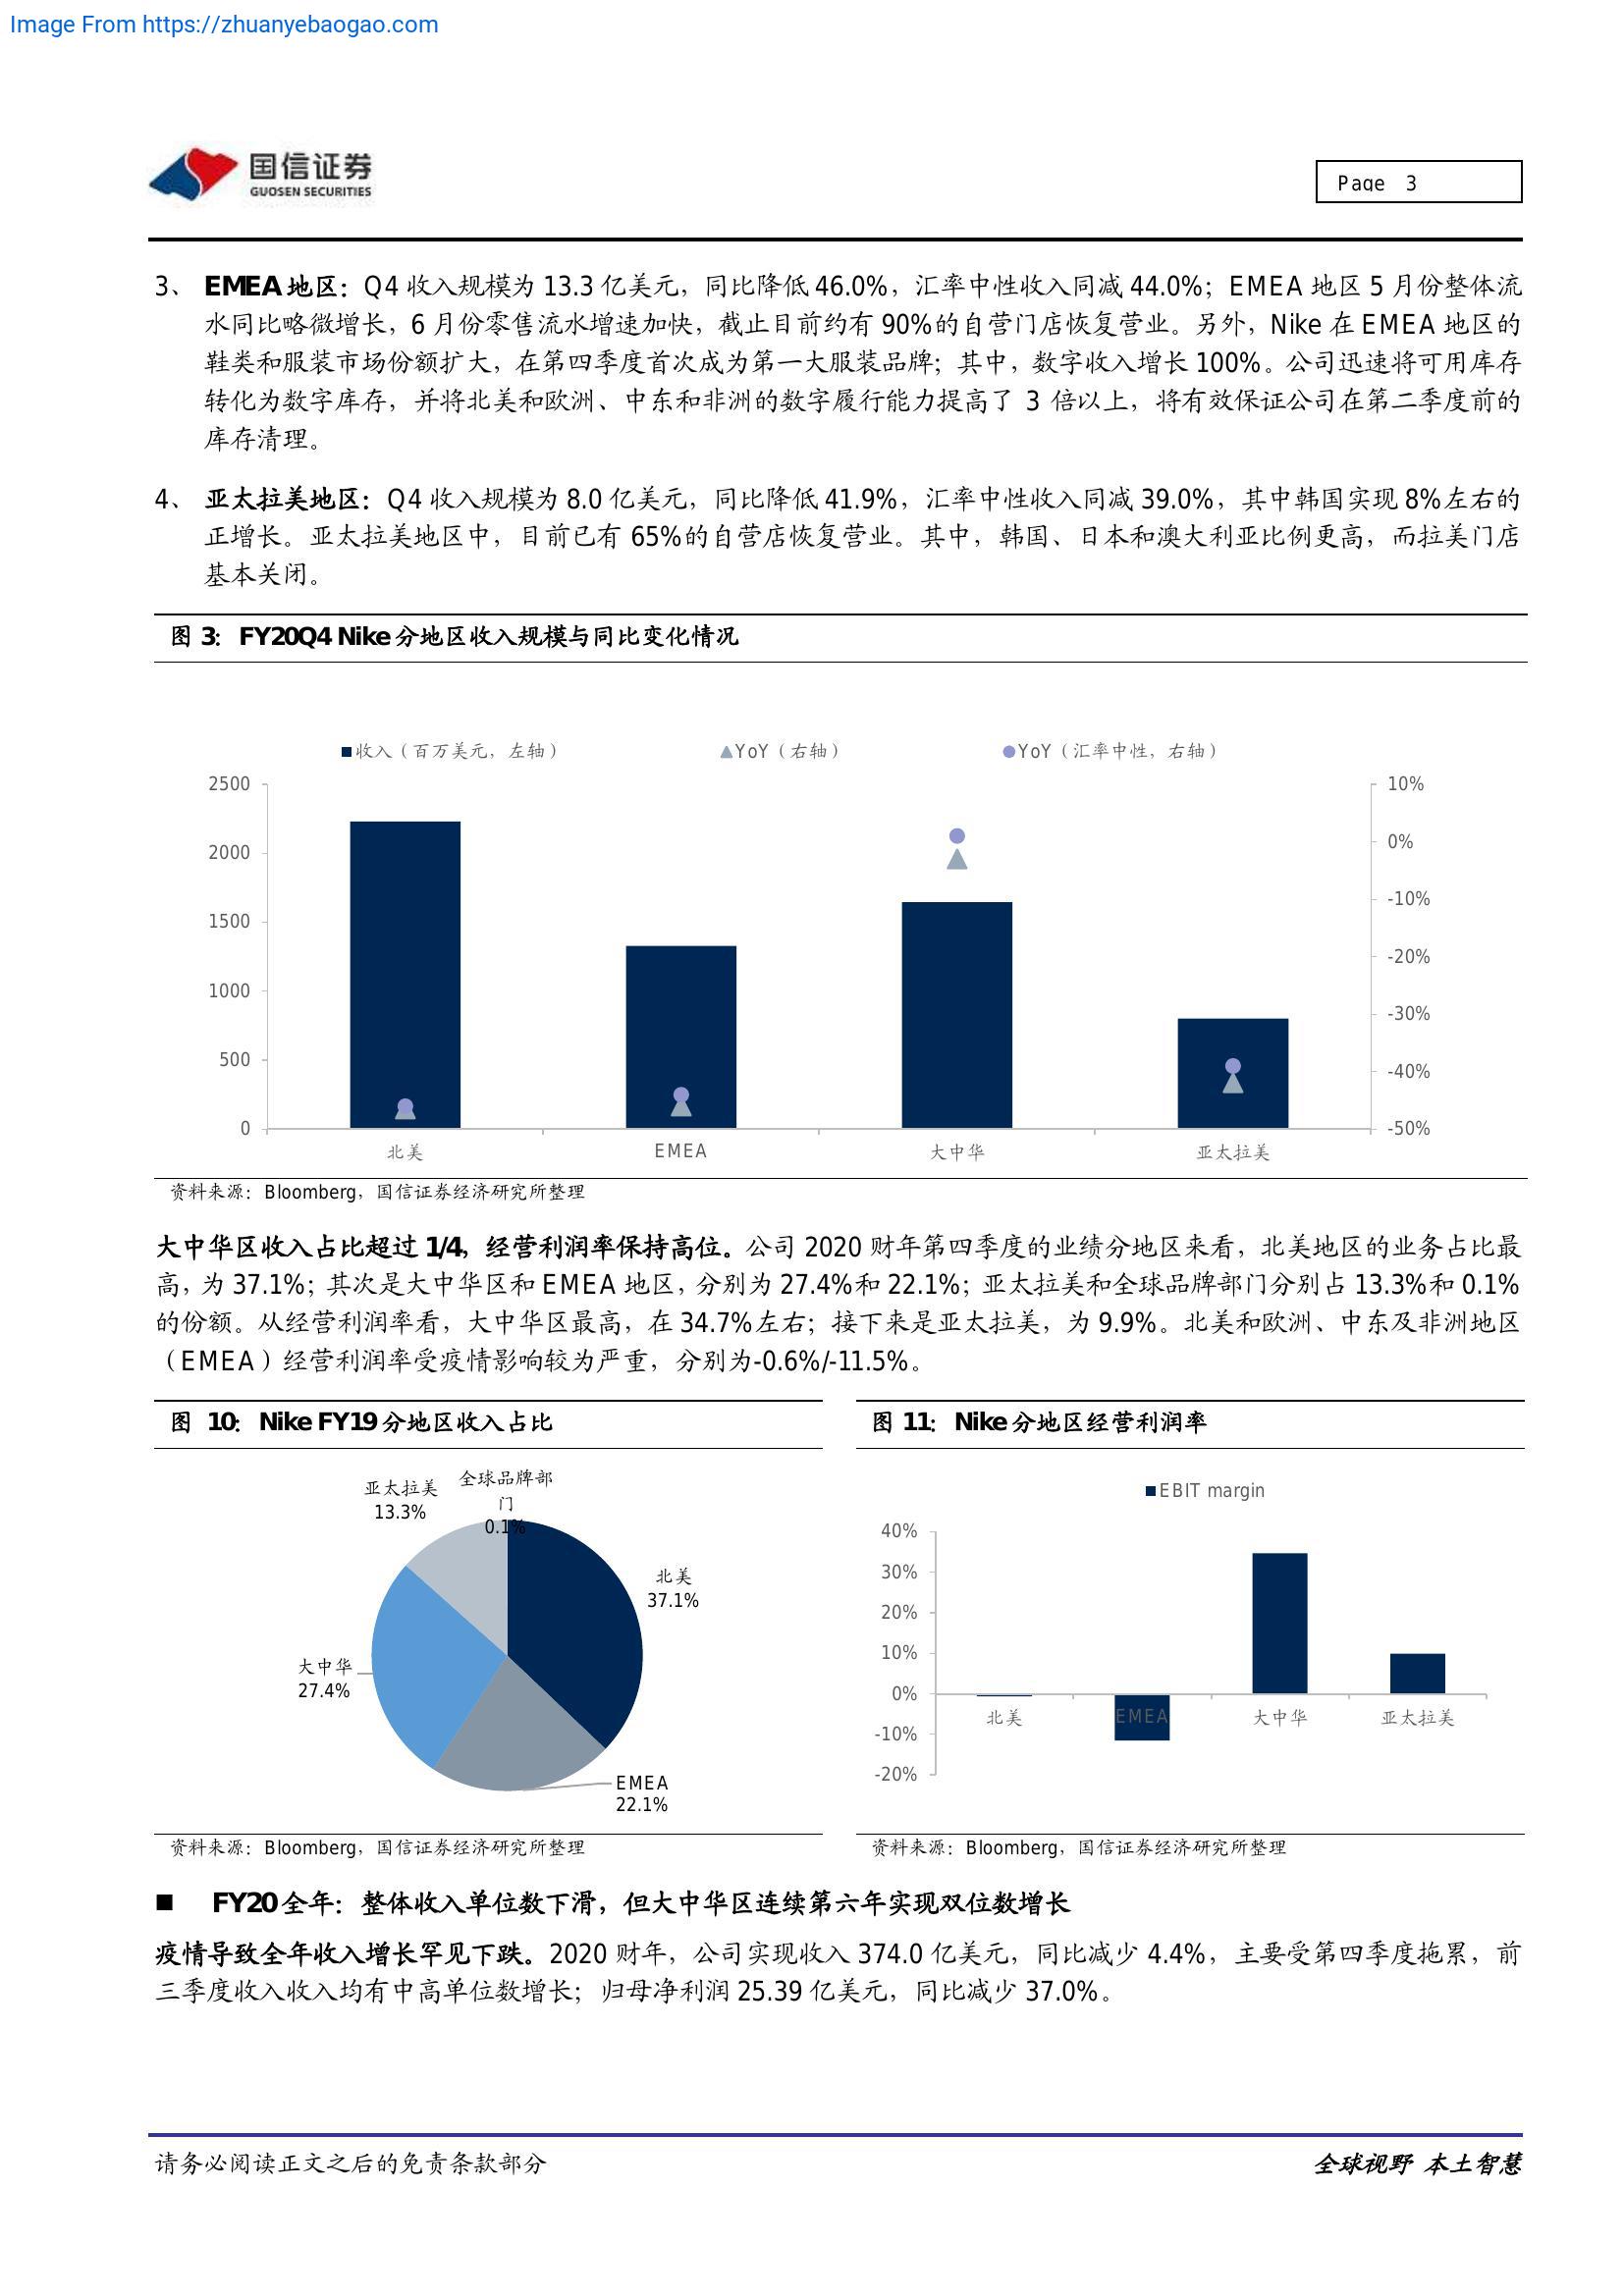 Image From https://zhuanyebaogao.com
国信证券
GUOSEN SECURITIES
Page 3
3、 EMEA 地区：Q4 收入规模为 13.3 亿美元，同比降低 46.0%，汇率中性收入同减 44.0%；EMEA 地区 5 月份整体流
水同比略微增长，6 月份零售流水增速加快，截止目前约有 90%的自营门店恢复营业。另外，Nike 在 EMEA 地区的
鞋类和服装市场份额扩大，在第四季度首次成为第一大服装品牌；其中，数字收入增长 100%。公司迅速将可用库存
转化为数字库存，并将北美和欧洲、中东和非洲的数字履行能力提高了 3 倍以上，将有效保证公司在第二季度前的
库存清理。
4、 亚太拉美地区：Q4 收入规模为 8.0 亿美元，同比降低 41.9%，汇率中性收入同减 39.0%，其中韩国实现 8%左右的
正增长。亚太拉美地区中，目前已有 65%的自营店恢复营业。其中，韩国、日本和澳大利亚比例更高，而拉美门店
基本关闭。
图 3：FY20Q4 Nike 分地区收入规模与同比变化情况
收入（百万美元，左轴） YoY（右轴） YoY（汇率中性，右轴）
2500 10%
2000 0%
1500 -10%
1000 -20%
500 -30%
0 -40%
-50%
北美 EMEA 大中华 亚太拉美
资料来源：Bloomberg，国信证券经济研究所整理
大中华区收入占比超过 1/4，经营利润率保持高位。公司 2020 财年第四季度的业绩分地区来看，北美地区的业务占比最
高，为 37.1%；其次是大中华区和 EMEA 地区，分别为 27.4%和 22.1%；亚太拉美和全球品牌部门分别占 13.3%和 0.1%
的份额。从经营利润率看，大中华区最高，在 34.7%左右；接下来是亚太拉美，为 9.9%。北美和欧洲、中东及非洲地区
（EMEA）经营利润率受疫情影响较为严重，分别为-0.6%/-11.5%。
图 10：Nike FY19 分地区收入占比
亚太拉美
13.3%
全球品牌部
门
0.1%
北美
37.1%
大中华
27.4%
EMEA
22.1%
资料来源：Bloomberg，国信证券经济研究所整理
图 11：Nike 分地区经营利润率
EBIT margin
40%
30%
20%
10%
0%
-10%
-20%
北美 EMEA 大中华 亚太拉美
资料来源：Bloomberg，国信证券经济研究所整理
■ FY20 全年：整体收入单位数下滑，但大中华区连续第六年实现双位数增长
疫情导致全年收入增长罕见下跌。2020 财年，公司实现收入 374.0 亿美元，同比减少 4.4%，主要受第四季度拖累，前
三季度收入收入均有中高单位数增长；归母净利润 25.39 亿美元，同比减少 37.0%。
请务必阅读正文之后的免责条款部分
全球视野 本土智慧